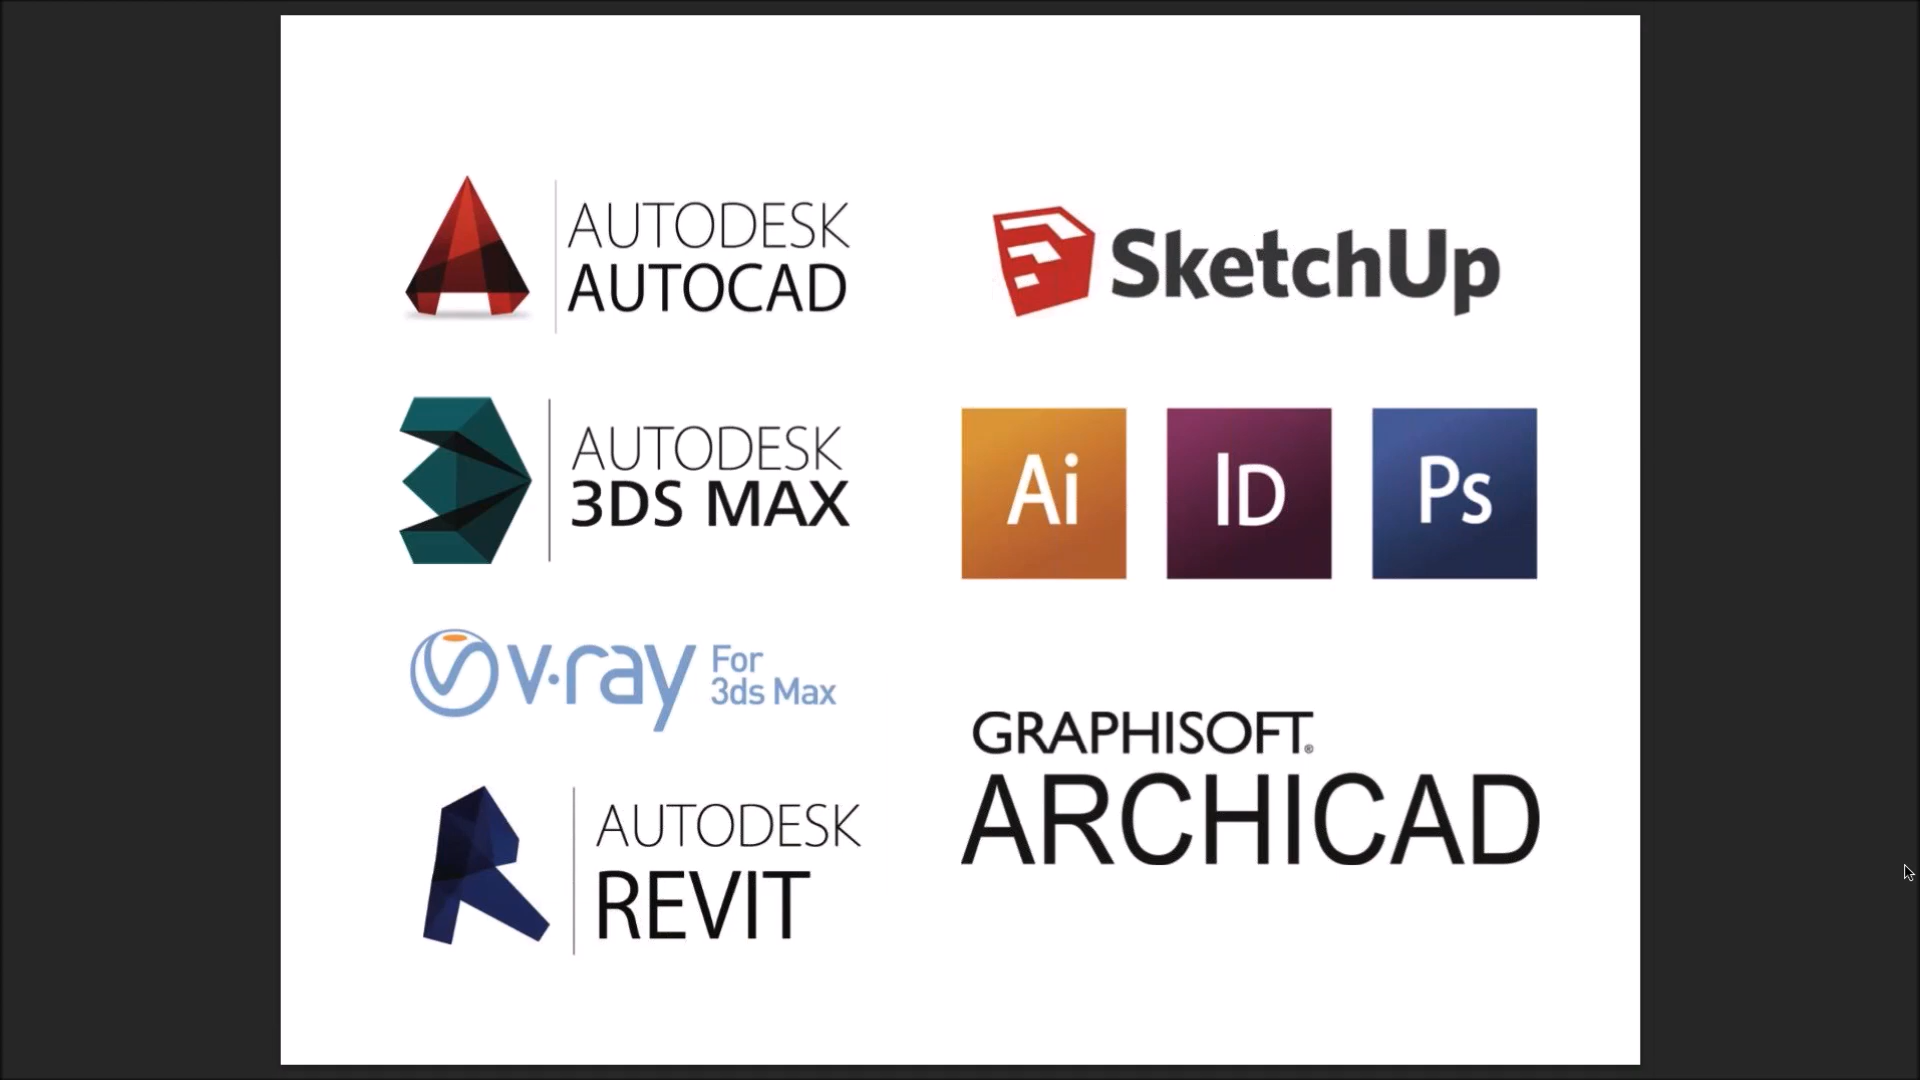 AUTODESK
AUTOCAD
SketchUp
AUTODESK
3DS MAX
Ai
ID
Ps
v.ray For
3ds Max
GRAPHISOFT®
ARCHICAD
AUTODESK
REVIT